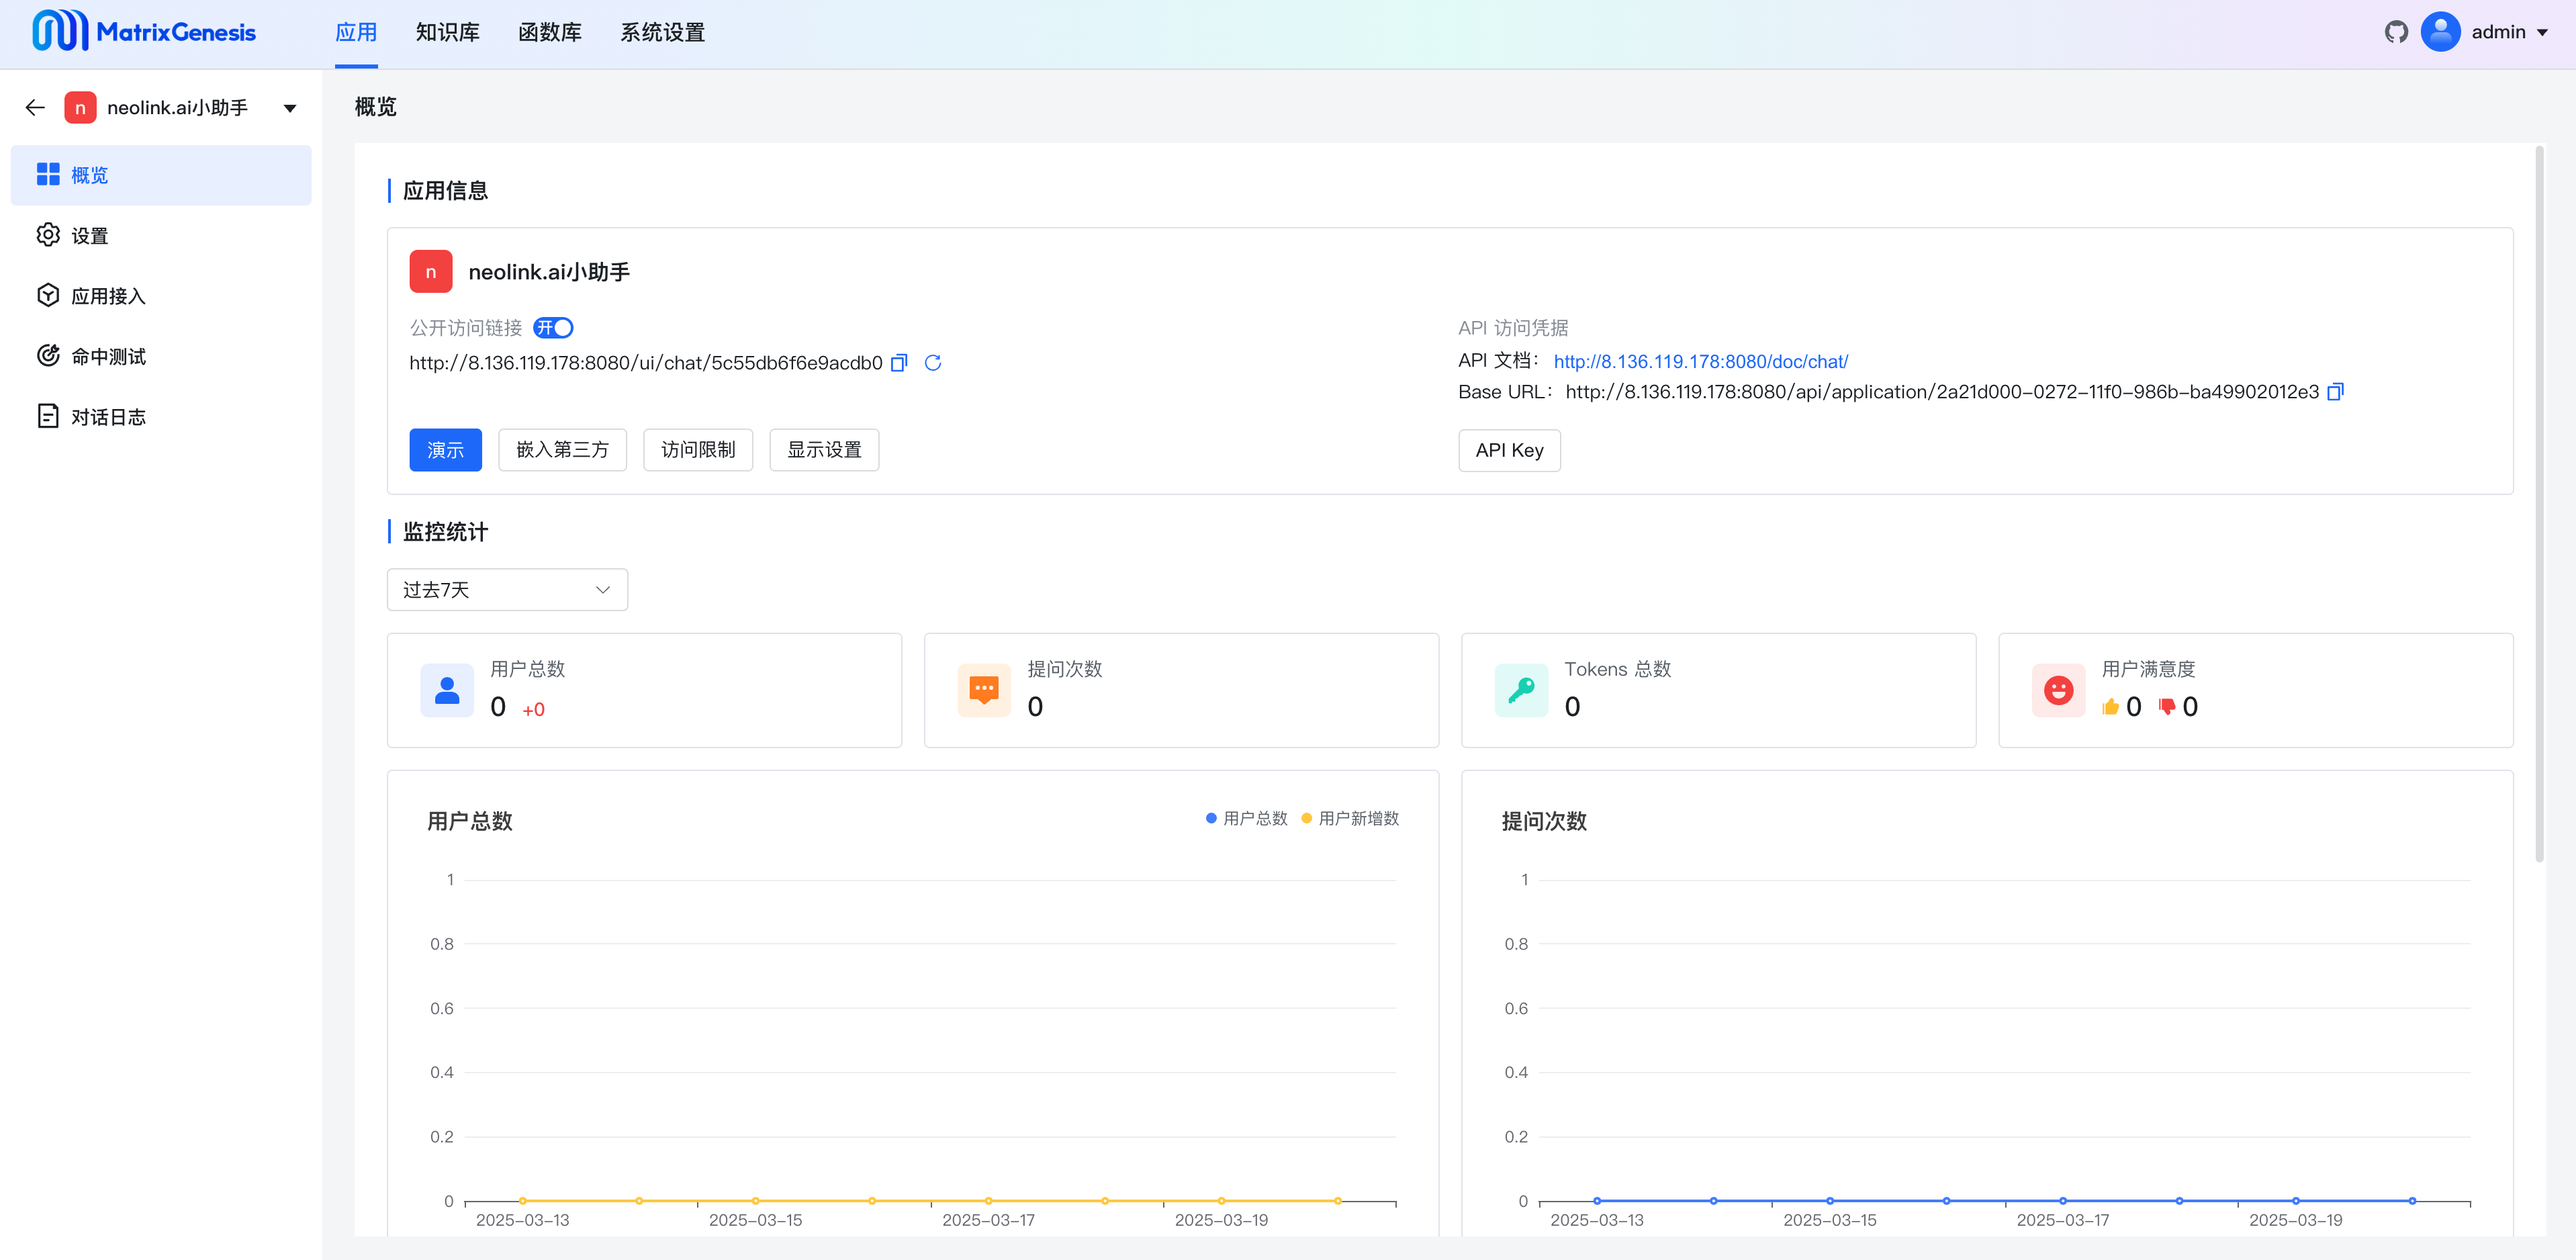 MatrixGenesis
应用 知识库 函数库 系统设置
admin
n neolink.ai小助手
概览
设置
应用接入
命中测试
对话日志
概览
应用信息
n neolink.ai小助手
公开访问链接 开
http://8.136.119.178:8080/ui/chat/5c55db6f6e9acdb0
演示 嵌入第三方 访问限制 显示设置
API 访问凭据
API 文档： http://8.136.119.178:8080/doc/chat/
Base URL： http://8.136.119.178:8080/api/application/2a21d000-0272-11f0-986b-ba49902012e3
API Key
监控统计
过去7天
用户总数
0 +0
提问次数
0
Tokens 总数
0
用户满意度
0 0
用户总数
用户总数 用户新增数
1
0.8
0.6
0.4
0.2
0
2025-03-13 2025-03-15 2025-03-17 2025-03-19
提问次数
1
0.8
0.6
0.4
0.2
0
2025-03-13 2025-03-15 2025-03-17 2025-03-19